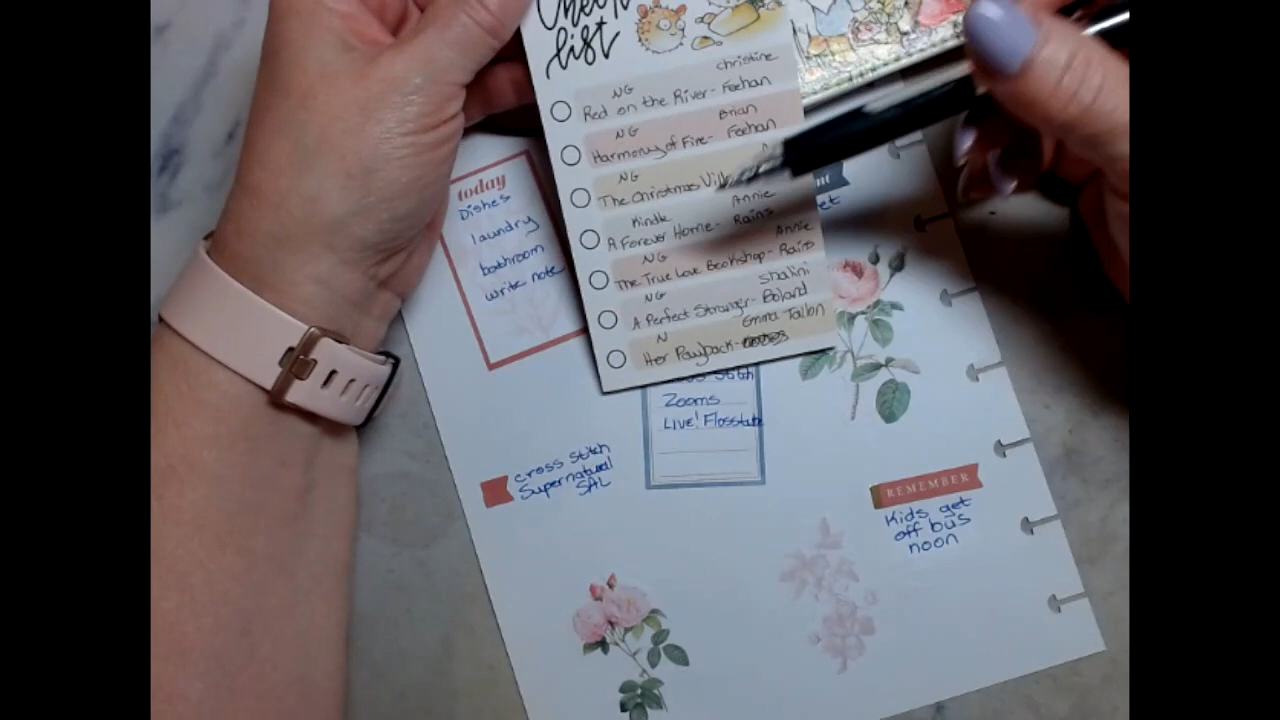 Check
list
NG christine
Red on the River- Feehan
NG Brian
Harmony of Fire- Feehan
NG
The Christmas
Kindle Annie
A Forever Home- Rains
NG Annie
The True Love Bookshop- Rains
NG shalini
A Perfect Stranger- Boland
N Emma Tallon
Her Payback-
today
Dishes
laundry
bathroom
write note
Zooms
LIVE! Flosstube
cross stitch
Supernatural
SAL
REMEMBER
Kids get
off bus
noon